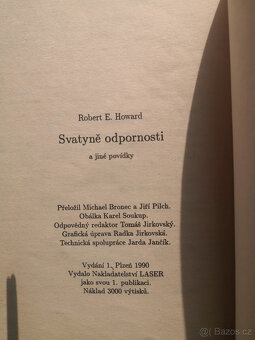 Robert E. Howard
Svatyně odpornosti
a jiné povídky
Přeložil Michael Bronec a Jiří Pilch.
Obálka Karel Soukup.
Odpovědný redaktor Tomáš Jirkovský.
Grafická úprava Radka Jirkovská.
Technická spolupráce Jarda Jančík.
Vydání 1., Plzeň 1990
Vydalo Nakladatelství LASER
jako svou 1. publikaci.
Náklad 3000 výtisků.
Bazos.cz